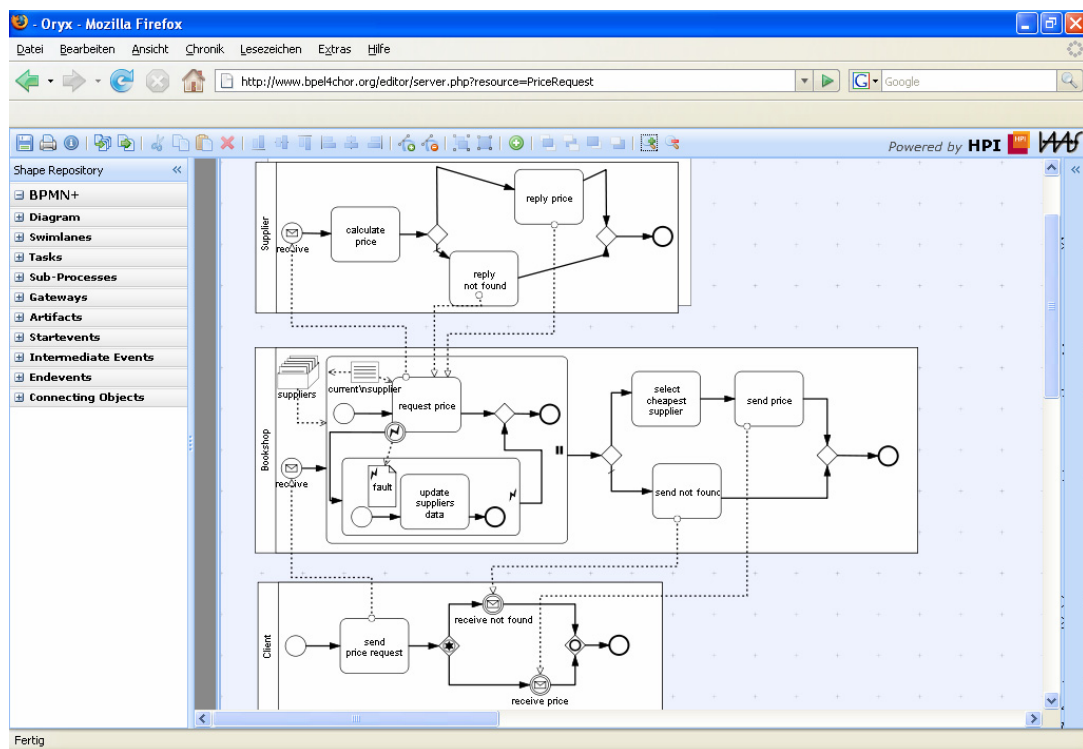 - Oryx - Mozilla Firefox
Datei Bearbeiten Ansicht Chronik Lesezeichen Extras Hilfe
http://www.bpel4chor.org/editor/server.php?resource=PriceRequest
G Google
Powered by HPI HPI
Shape Repository
BPMN+
Diagram
Swimlanes
Tasks
Sub-Processes
Gateways
Artifacts
Startevents
Intermediate Events
Endevents
Connecting Objects
Supplier
receive
calculate
price
reply price
reply
not found
Bookshop
suppliers
current\nsupplier
request price
receive
fault
update
suppliers
data
select
cheapest
supplier
send price
send not found
Client
send
price request
receive not found
receive price
Fertig